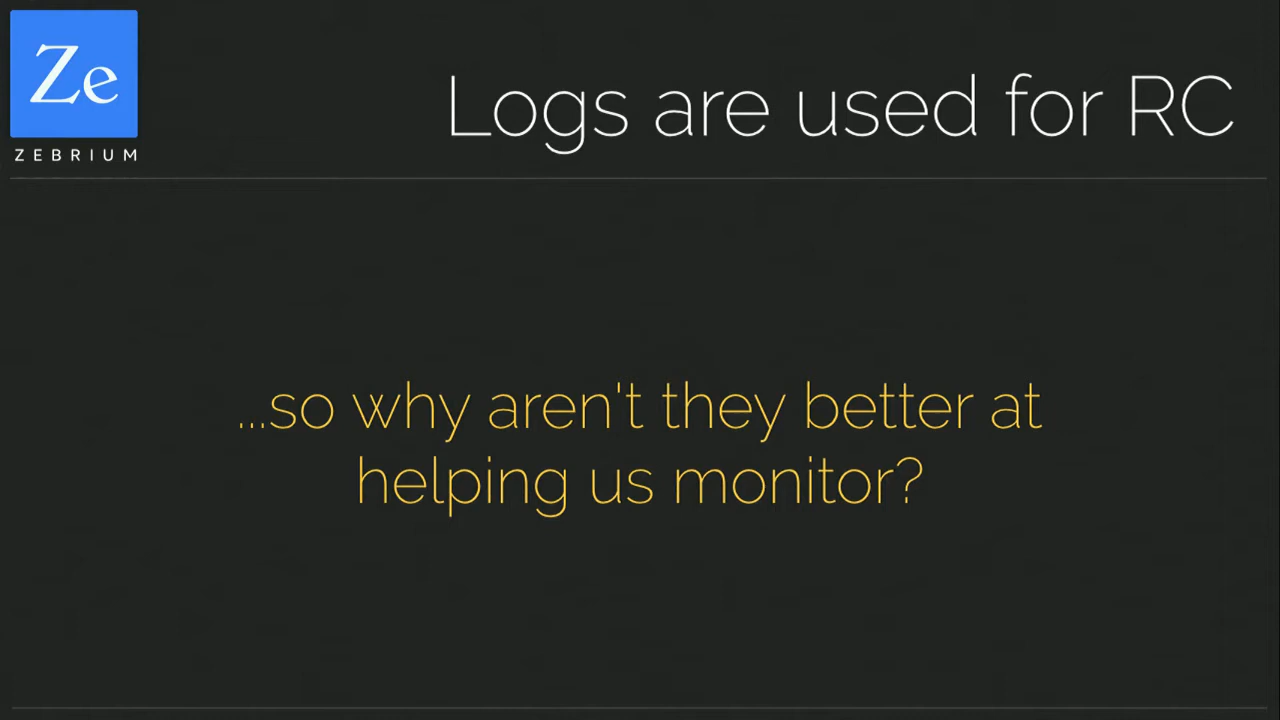 Ze
ZEBRIUM
Logs are used for RC
...so why aren't they better at
helping us monitor?